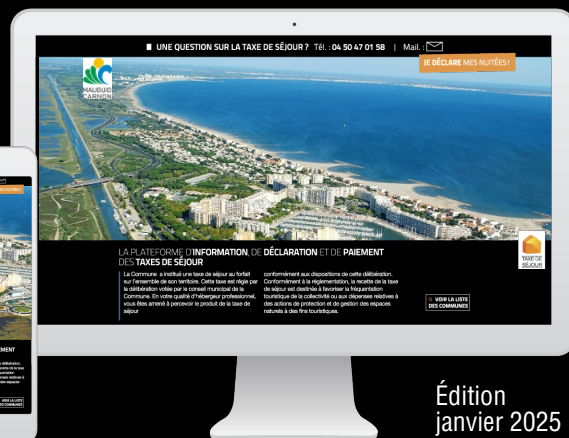 UNE QUESTION SUR LA TAXE DE SÉJOUR ? Tél. : 04 50 47 01 58 | Mail. :
JE DÉCLARE MES NUITÉES !
MAUGUIO
CARNON
LA PLATEFORME D'INFORMATION, DE DÉCLARATION ET DE PAIEMENT
DES TAXES DE SÉJOUR
La Commune a institué une taxe de séjour au forfait
sur l'ensemble de son territoire. Cette taxe est régie par
la délibération votée par le conseil municipal de la
Commune. En votre qualité d'hébergeur professionnel,
vous êtes amené à percevoir le produit de la taxe de
séjour
conformément aux dispositions de cette délibération.
Conformément à la réglementation, la recette de la taxe
de séjour est destinée à favoriser la fréquentation
touristique de la collectivité ou aux dépenses relatives à
des actions de protection et de gestion des espaces
naturels à des fins touristiques.
TAXE DE
SÉJOUR
VOIR LA LISTE
DES COMMUNES
VOIR LA LISTE
DES COMMUNES
Édition
janvier 2025